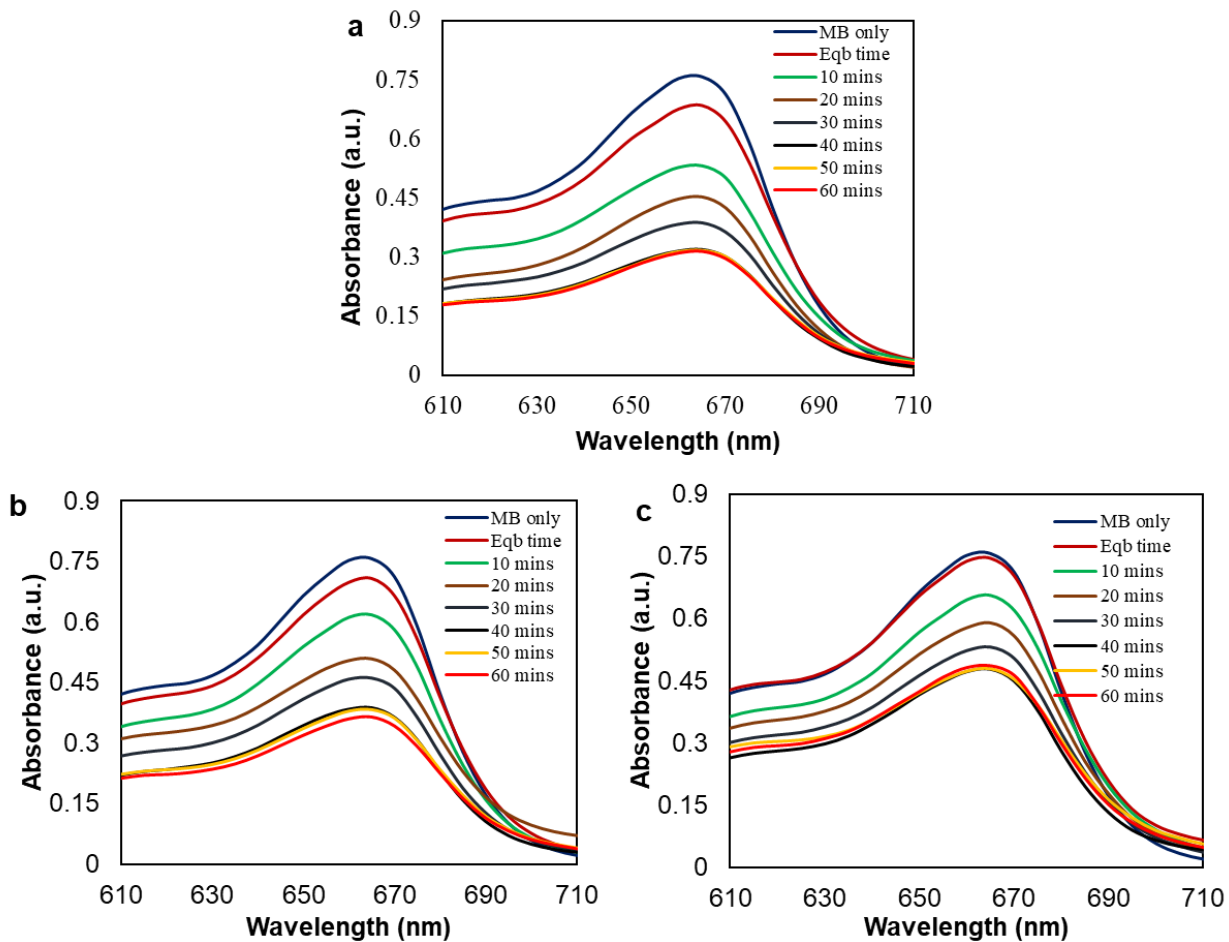 a
0.9
0.75
0.6
0.45
0.3
0.15
0
Absorbance (a.u.)
MB only
Eqb time
10 mins
20 mins
30 mins
40 mins
50 mins
60 mins
610 630 650 670 690 710
Wavelength (nm)
b
0.9
0.75
0.6
0.45
0.3
0.15
0
Absorbance (a.u.)
MB only
Eqb time
10 mins
20 mins
30 mins
40 mins
50 mins
60 mins
610 630 650 670 690 710
Wavelength (nm)
c
0.9
0.75
0.6
0.45
0.3
0.15
0
Absorbance (a.u.)
MB only
Eqb time
10 mins
20 mins
30 mins
40 mins
50 mins
60 mins
610 630 650 670 690 710
Wavelength (nm)